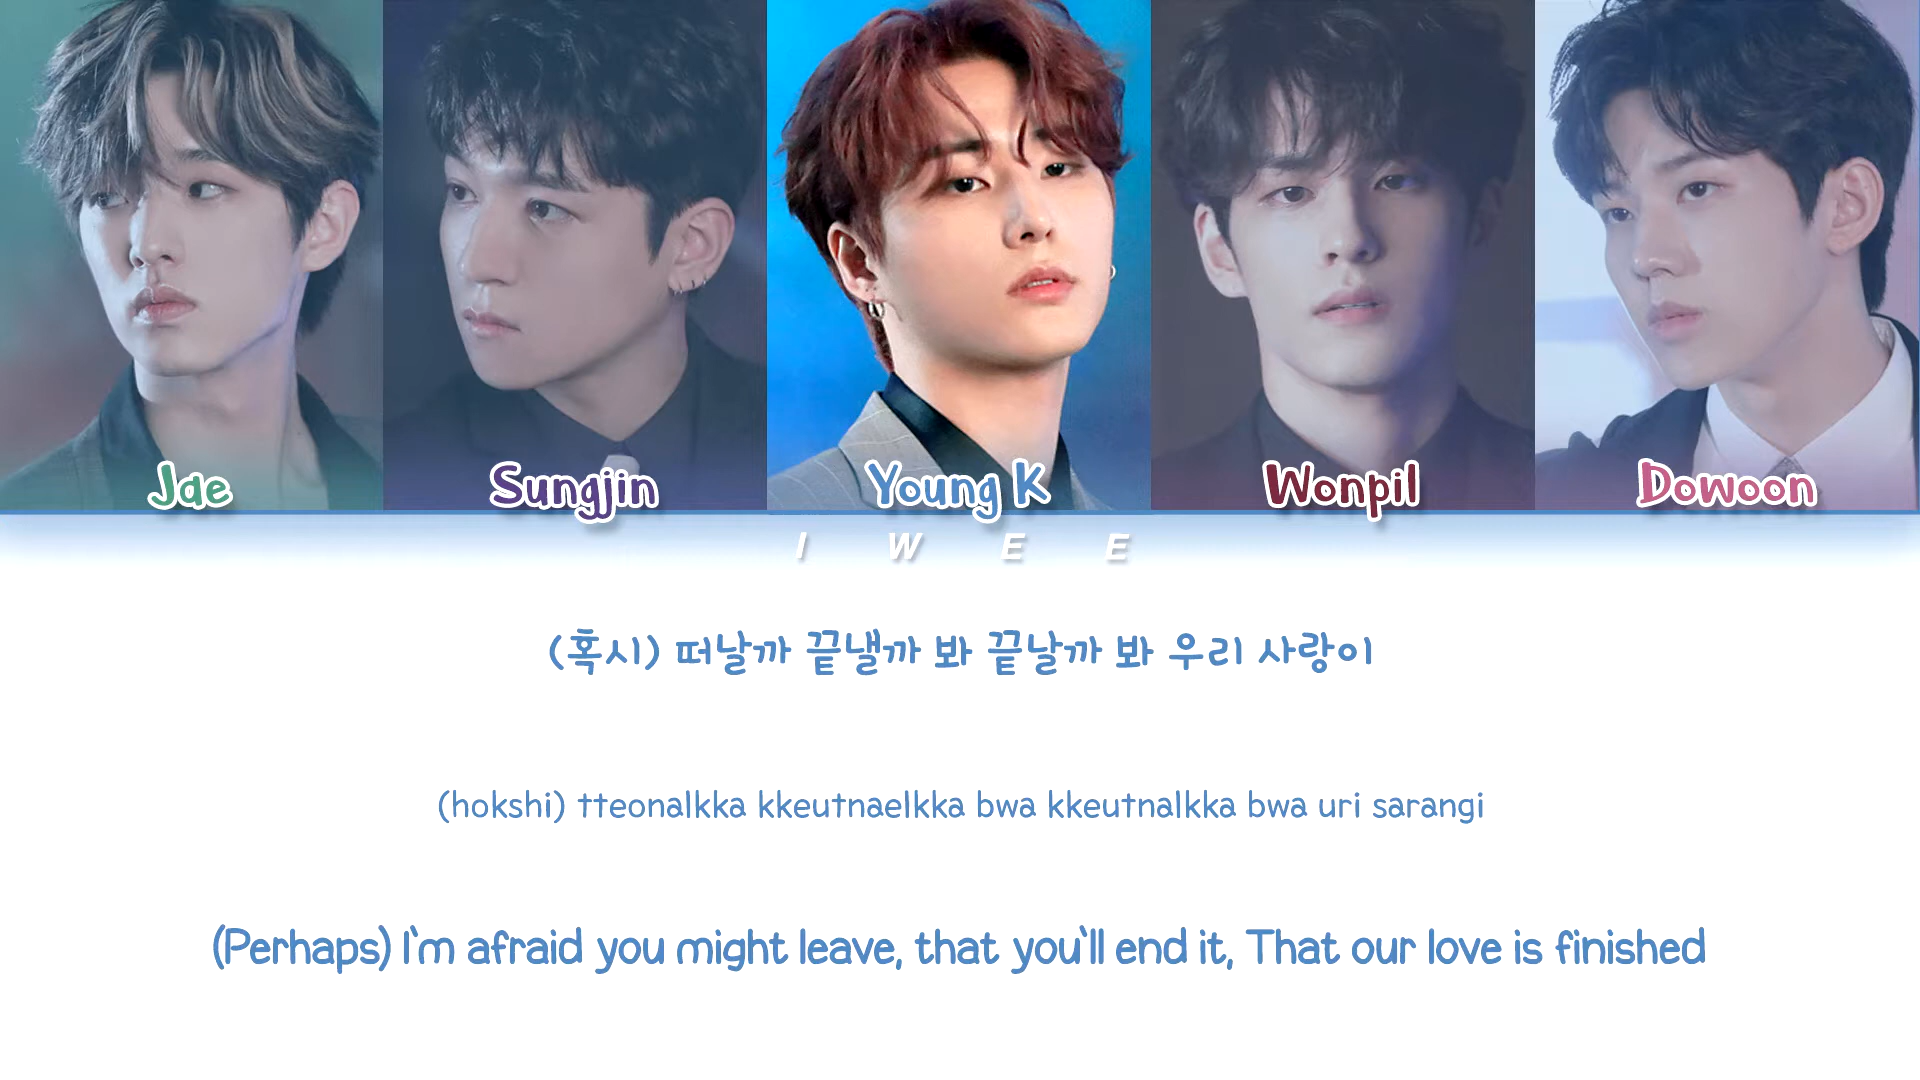 Jae Sungjin Young K Wonpil Dowoon
I W E E
(혹시) 떠날까 끝낼까 봐 끝날까 봐 우리 사랑이
(hokshi) tteonalkka kkeutnaelkka bwa kkeutnalkka bwa uri sarangi
(Perhaps) I`m afraid you might leave, that you`ll end it, That our love is finished